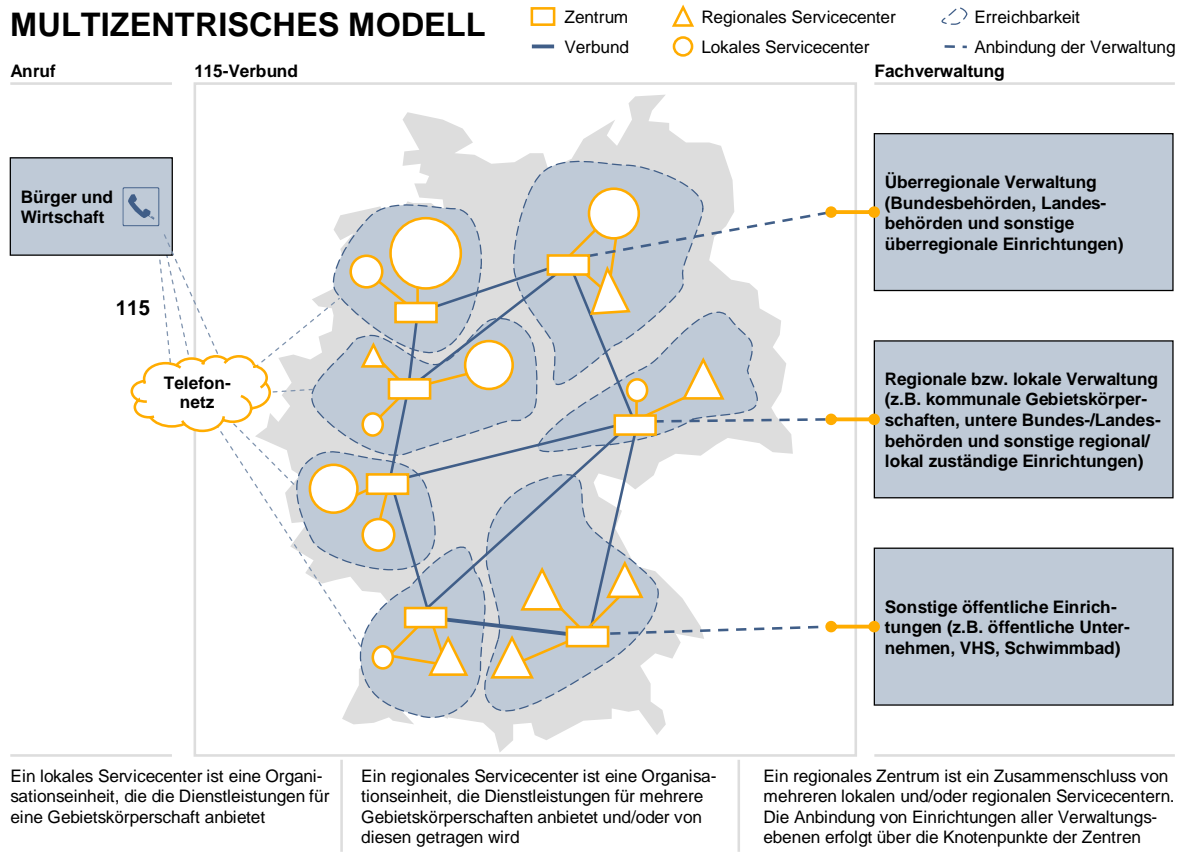 MULTIZENTRISCHES MODELL
Zentrum
Regionales Servicecenter
Erreichbarkeit
Verbund
Lokales Servicecenter
Anbindung der Verwaltung
Anruf
115-Verbund
Fachverwaltung
Bürger und
Wirtschaft
115
Telefon-
netz
Überregionale Verwaltung
(Bundesbehörden, Landes-
behörden und sonstige
überregionale Einrichtungen)
Regionale bzw. lokale Verwaltung
(z.B. kommunale Gebietskörper-
schaften, untere Bundes-/Landes-
behörden und sonstige regional/
lokal zuständige Einrichtungen)
Sonstige öffentliche Einrich-
tungen (z.B. öffentliche Unter-
nehmen, VHS, Schwimmbad)
Ein lokales Servicecenter ist eine Organi-
sationseinheit, die die Dienstleistungen für
eine Gebietskörperschaft anbietet
Ein regionales Servicecenter ist eine Organisa-
tionseinheit, die Dienstleistungen für mehrere
Gebietskörperschaften anbietet und/oder von
diesen getragen wird
Ein regionales Zentrum ist ein Zusammenschluss von
mehreren lokalen und/oder regionalen Servicecentern.
Die Anbindung von Einrichtungen aller Verwaltungs-
ebenen erfolgt über die Knotenpunkte der Zentren